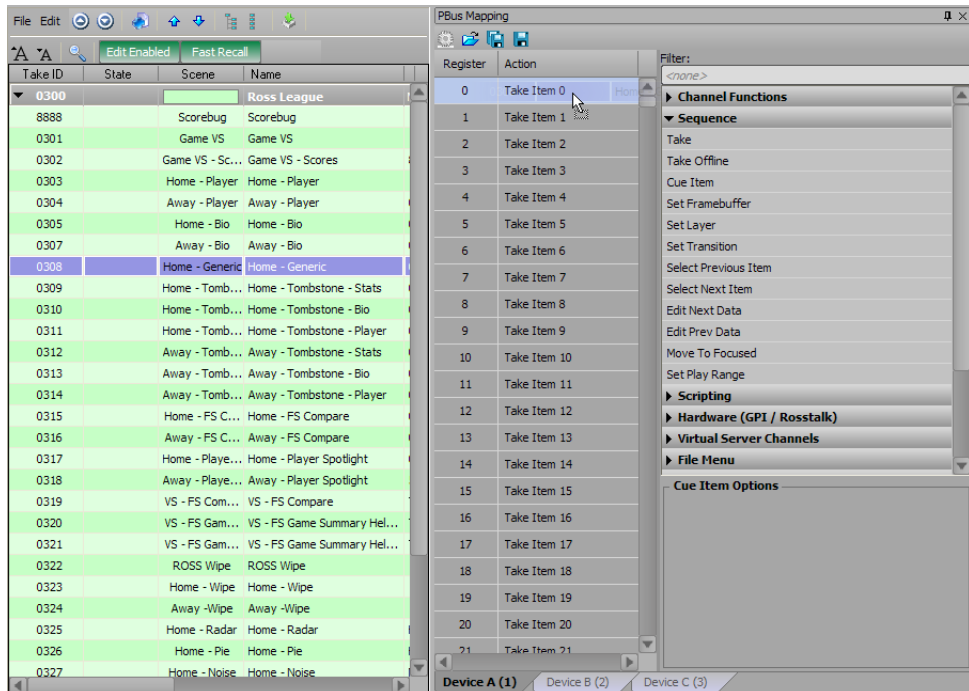 File Edit
Edit Enabled Fast Recall
Take ID State Scene Name
0300 Ross League
8888 Scorebug Scorebug
0301 Game VS Game VS
0302 Game VS - Sc... Game VS - Scores
0303 Home - Player Home - Player
0304 Away - Player Away - Player
0305 Home - Bio Home - Bio
0307 Away - Bio Away - Bio
0308 Home - Generic Home - Generic
0309 Home - Tomb... Home - Tombstone - Stats
0310 Home - Tomb... Home - Tombstone - Bio
0311 Home - Tomb... Home - Tombstone - Player
0312 Away - Tomb... Away - Tombstone - Stats
0313 Away - Tomb... Away - Tombstone - Bio
0314 Away - Tomb... Away - Tombstone - Player
0315 Home - FS C... Home - FS Compare
0316 Away - FS C... Away - FS Compare
0317 Home - Playe... Home - Player Spotlight
0318 Away - Playe... Away - Player Spotlight
0319 VS - FS Com... VS - FS Compare
0320 VS - FS Gam... VS - FS Game Summary Hel...
0321 VS - FS Gam... VS - FS Game Summary Hel...
0322 ROSS Wipe ROSS Wipe
0323 Home - Wipe Home - Wipe
0324 Away -Wipe Away -Wipe
0325 Home - Radar Home - Radar
0326 Home - Pie Home - Pie
0327 Home - Noise Home - Noise
PBus Mapping
Register Action
0 Take Item 0
1 Take Item 1
2 Take Item 2
3 Take Item 3
4 Take Item 4
5 Take Item 5
6 Take Item 6
7 Take Item 7
8 Take Item 8
9 Take Item 9
10 Take Item 10
11 Take Item 11
12 Take Item 12
13 Take Item 13
14 Take Item 14
15 Take Item 15
16 Take Item 16
17 Take Item 17
18 Take Item 18
19 Take Item 19
20 Take Item 20
21 Take Item 21
Device A (1) Device B (2) Device C (3)
Filter:
<none>
Channel Functions
Sequence
Take
Take Offline
Cue Item
Set Framebuffer
Set Layer
Set Transition
Select Previous Item
Select Next Item
Edit Next Data
Edit Prev Data
Move To Focused
Set Play Range
Scripting
Hardware (GPI / Rosstalk)
Virtual Server Channels
File Menu
Cue Item Options